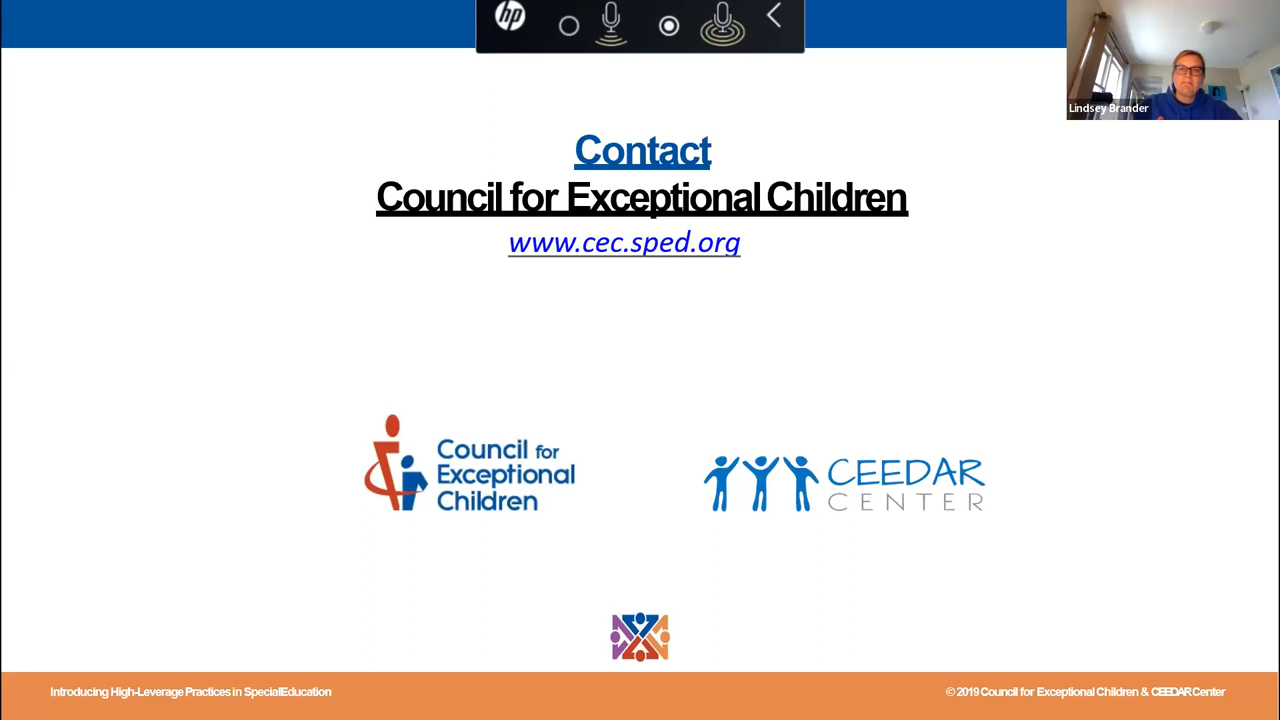 hp
Lindsey Brander
Contact
Council for Exceptional Children
www.cec.sped.org
Council for
Exceptional
Children
CEEDAR
CENTER
Introducing High-Leverage Practices in SpecialEducation
© 2019 Council for Exceptional Children & CEEDAR Center